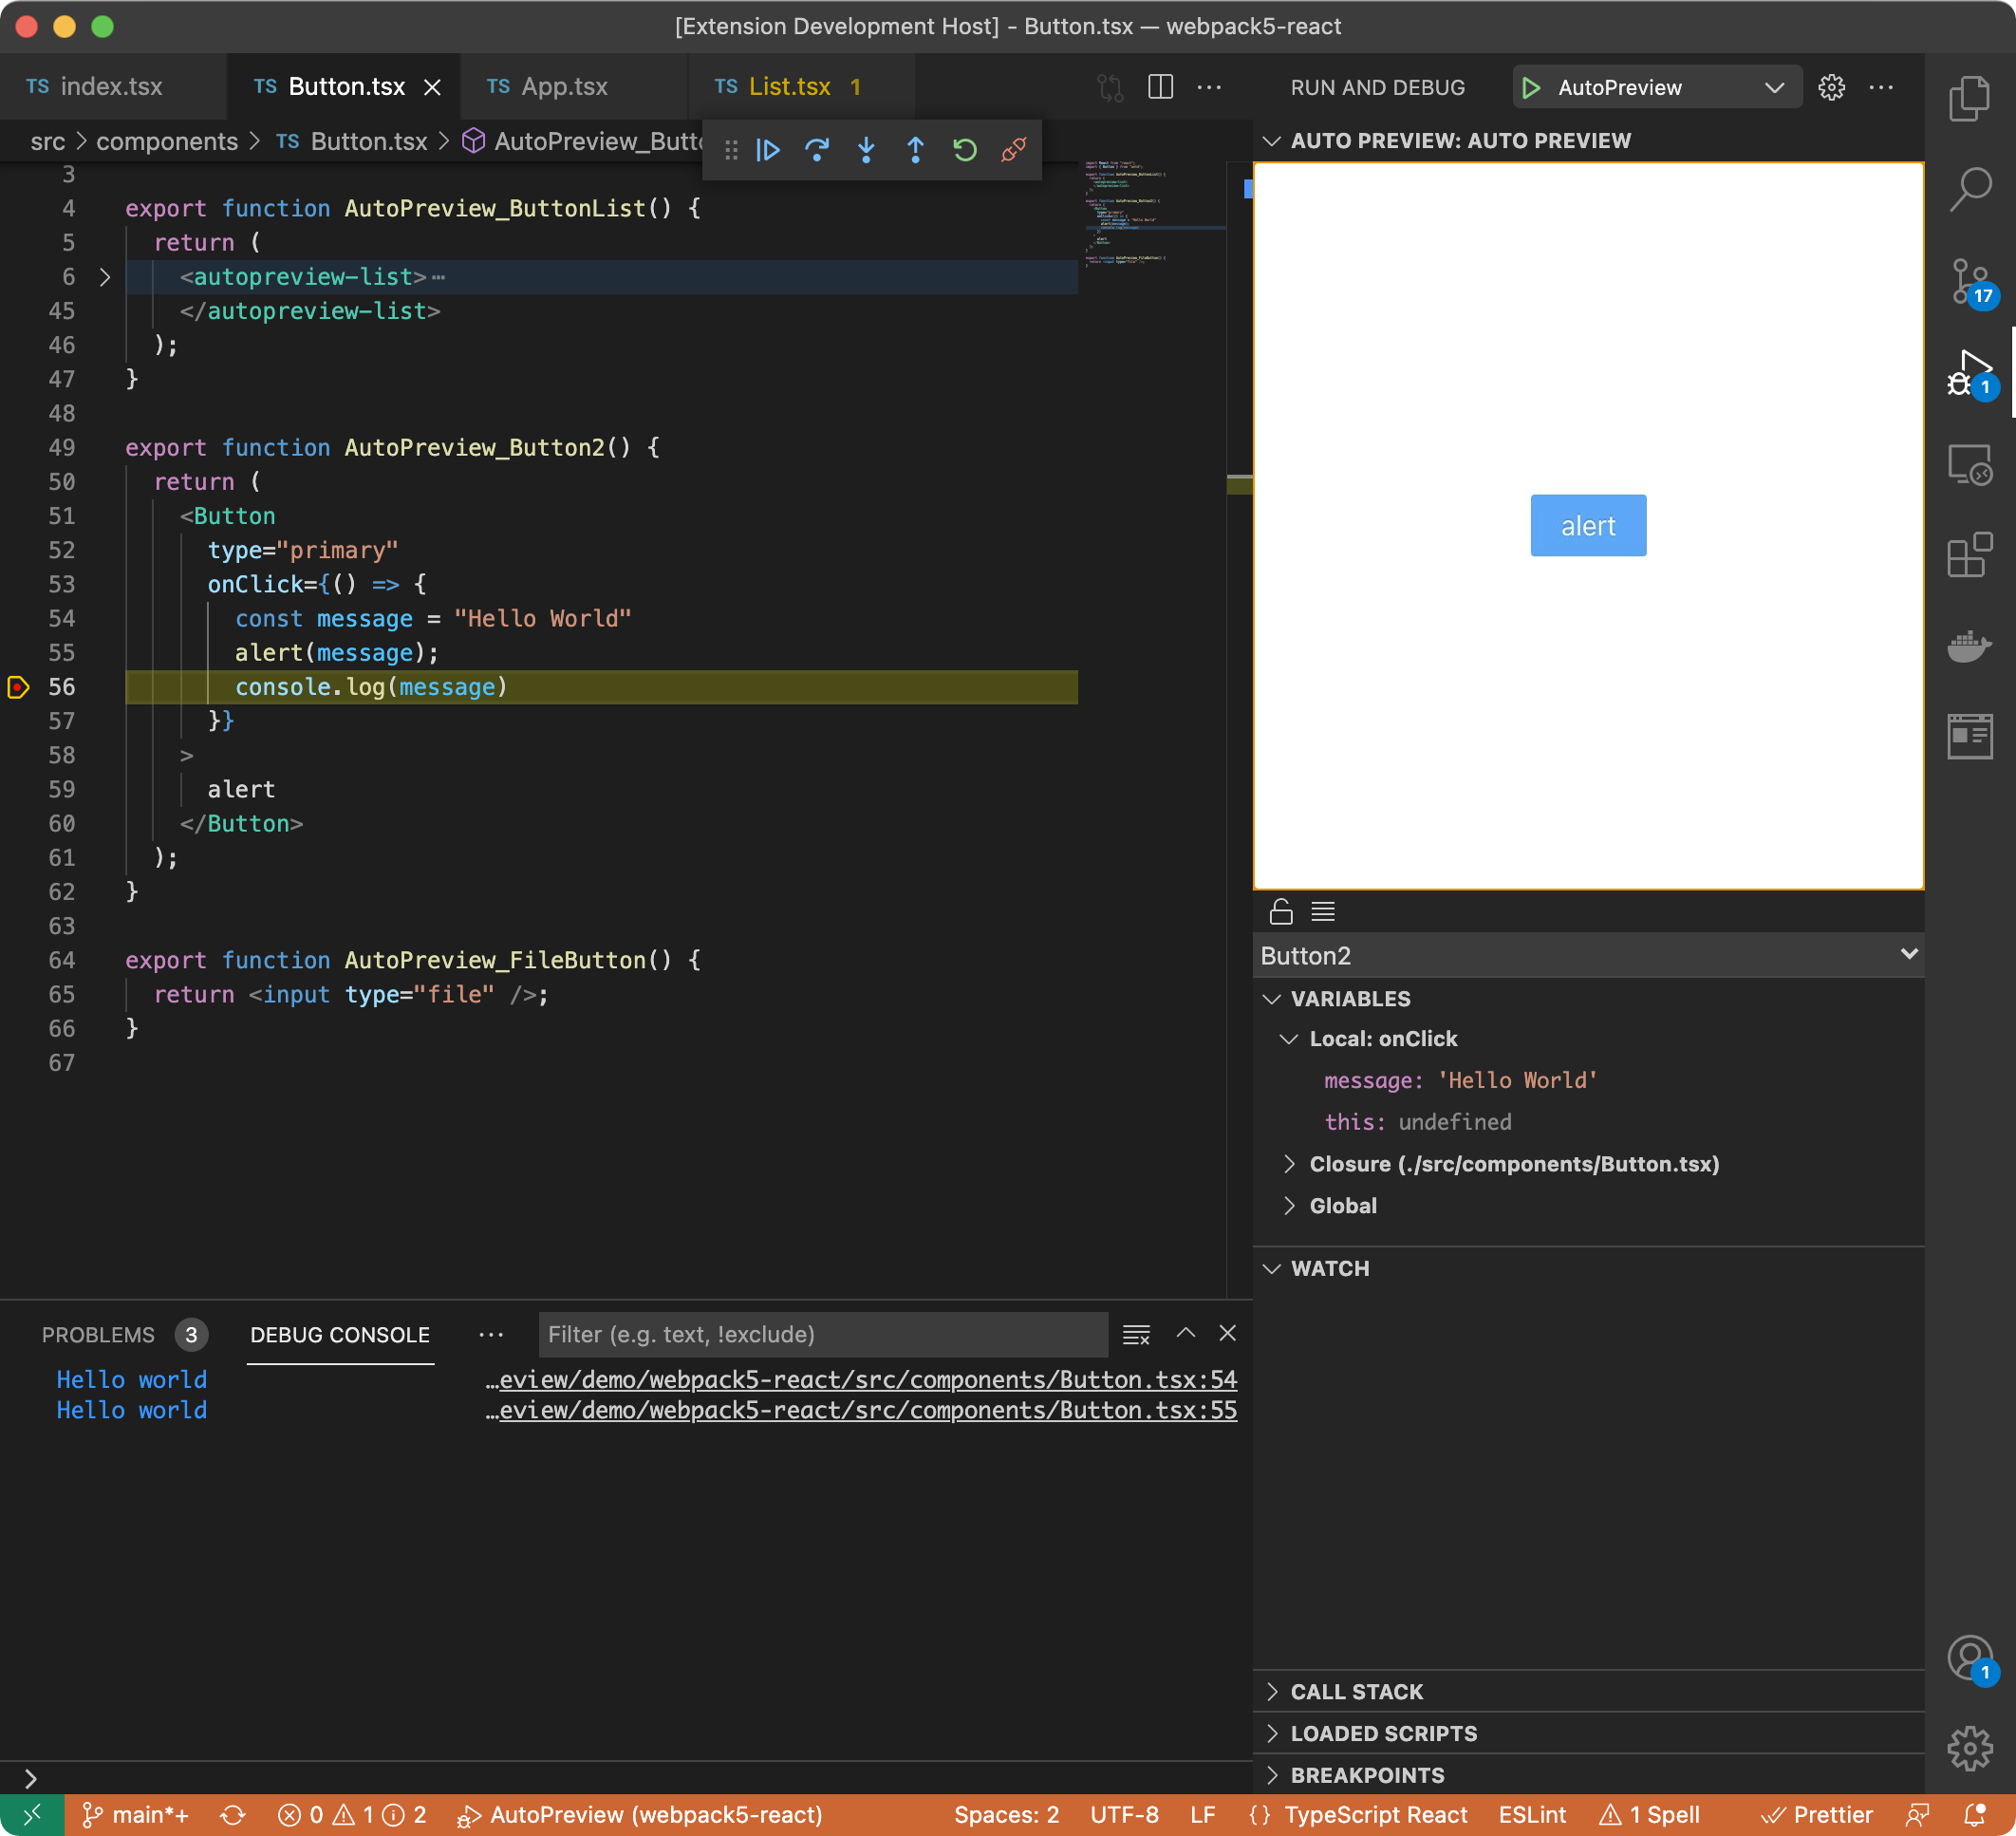 [Extension Development Host] - Button.tsx — webpack5-react
TS index.tsx
TS Button.tsx
TS App.tsx
TS List.tsx 1
src > components > TS Button.tsx > AutoPreview_Butt
3
4 export function AutoPreview_ButtonList() {
5 return (
6 <autopreview-list>⋯
45 </autopreview-list>
46 );
47 }
48
49 export function AutoPreview_Button2() {
50 return (
51 <Button
52 type="primary"
53 onClick={() => {
54 const message = "Hello World"
55 alert(message);
56 console.log(message)
57 }}
58 >
59 alert
60 </Button>
61 );
62 }
63
64 export function AutoPreview_FileButton() {
65 return <input type="file" />;
66 }
67
PROBLEMS 3 DEBUG CONSOLE ⋯ Filter (e.g. text, !exclude)
Hello world …eview/demo/webpack5-react/src/components/Button.tsx:54
Hello world …eview/demo/webpack5-react/src/components/Button.tsx:55
RUN AND DEBUG AutoPreview
AUTO PREVIEW: AUTO PREVIEW
alert
Button2
VARIABLES
Local: onClick
message: 'Hello World'
this: undefined
Closure (./src/components/Button.tsx)
Global
WATCH
CALL STACK
LOADED SCRIPTS
BREAKPOINTS
17
1
1
main*+ 0 1 2 AutoPreview (webpack5-react) Spaces: 2 UTF-8 LF {} TypeScript React ESLint 1 Spell Prettier